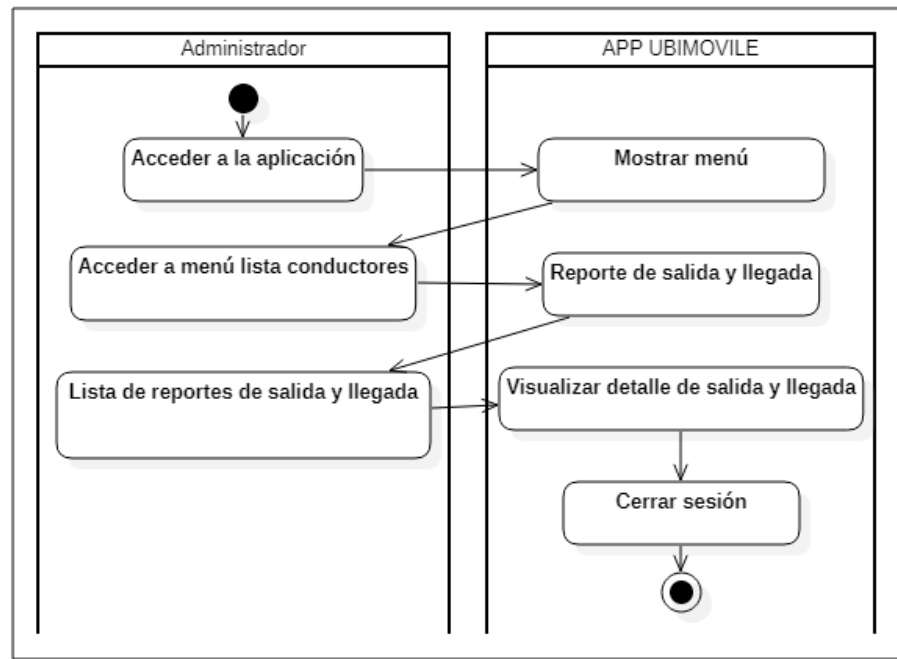 Administrador
APP UBIMOVILE
Acceder a la aplicación
Mostrar menú
Acceder a menú lista conductores
Reporte de salida y llegada
Lista de reportes de salida y llegada
Visualizar detalle de salida y llegada
Cerrar sesión